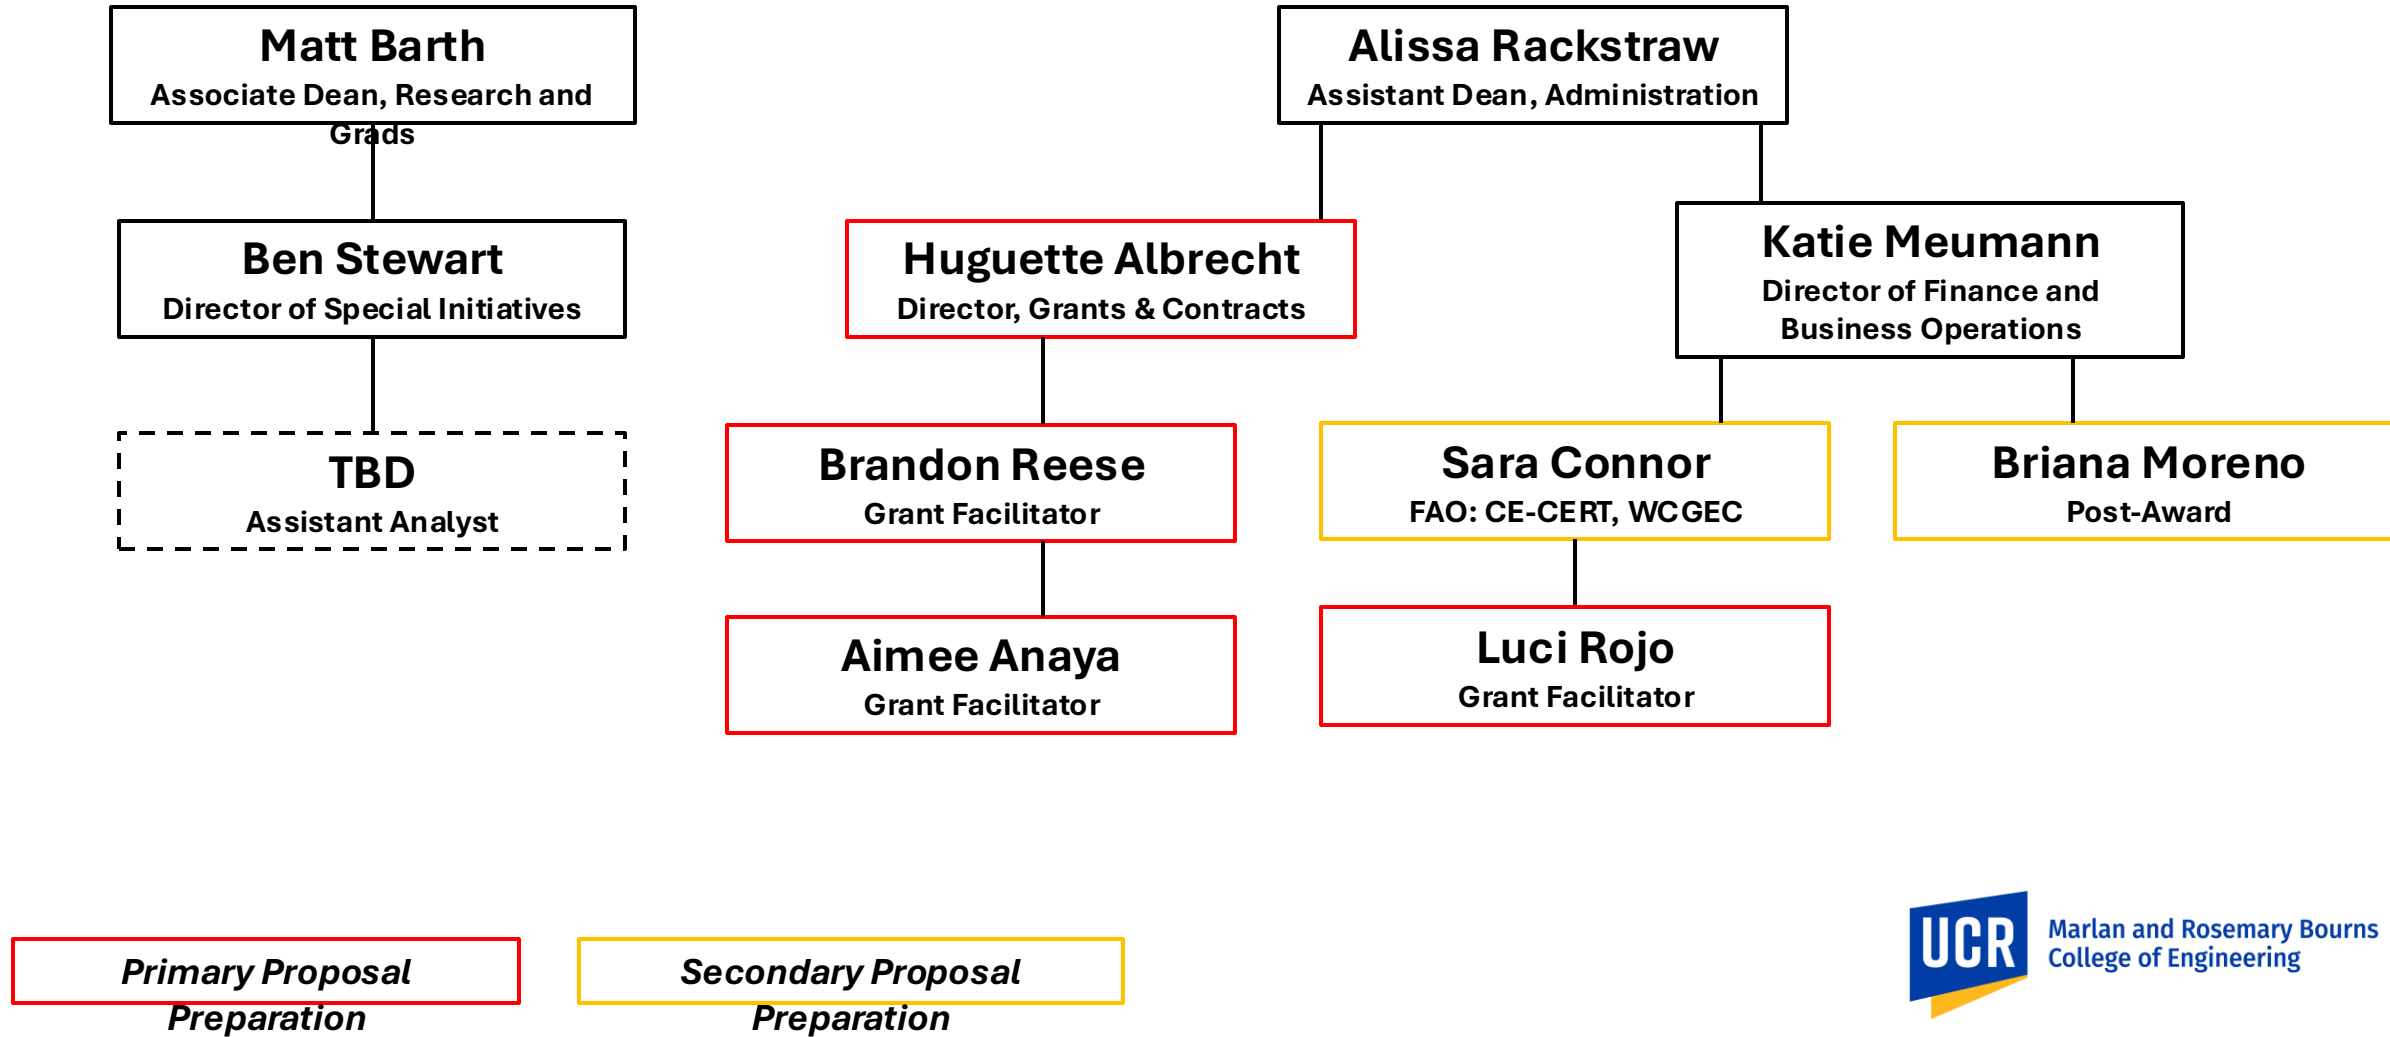 Matt Barth
Associate Dean, Research and
Grads
Alissa Rackstraw
Assistant Dean, Administration
Ben Stewart
Director of Special Initiatives
Huguette Albrecht
Director, Grants & Contracts
Katie Meumann
Director of Finance and
Business Operations
TBD
Assistant Analyst
Brandon Reese
Grant Facilitator
Sara Connor
FAO: CE-CERT, WCGEC
Briana Moreno
Post-Award
Aimee Anaya
Grant Facilitator
Luci Rojo
Grant Facilitator
Primary Proposal
Preparation
Secondary Proposal
Preparation
UCR
Marlan and Rosemary Bourns
College of Engineering